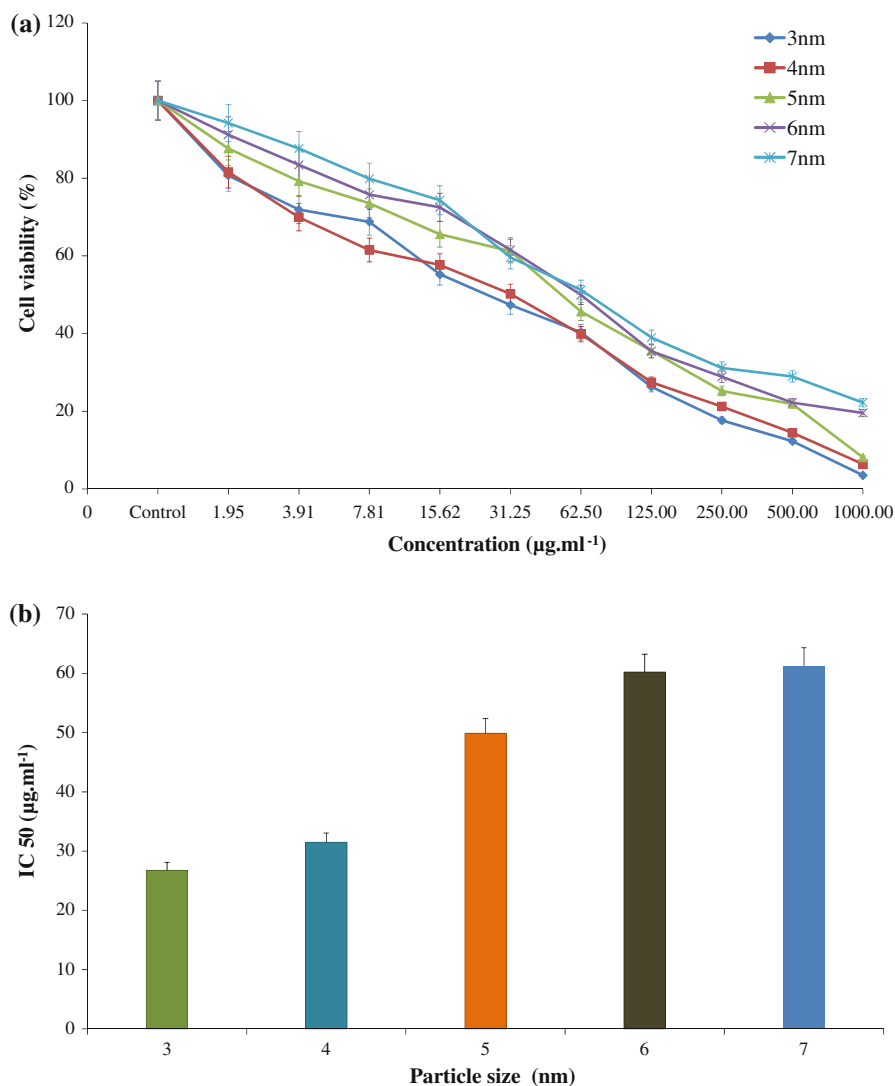 (a)
120
100
80
60
40
20
0
Cell viability (%)
3nm
4nm
5nm
6nm
7nm
0 Control 1.95 3.91 7.81 15.62 31.25 62.50 125.00 250.00 500.00 1000.00
Concentration (µg.ml⁻¹)
(b)
70
60
50
40
30
20
10
0
IC 50 (µg.ml⁻¹)
3 4 5 6 7
Particle size (nm)